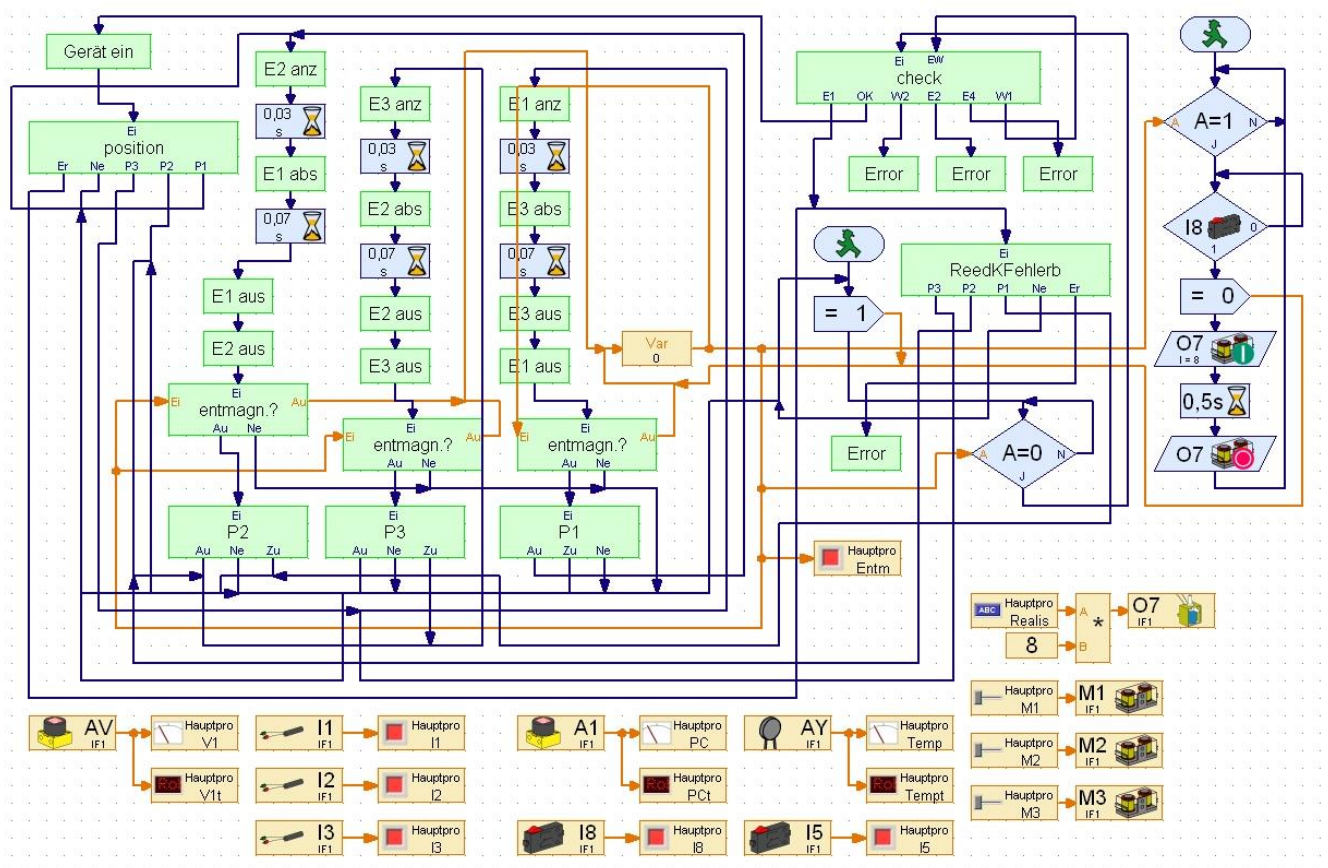 Gerät ein
Ei
position
Er Ne P3 P2 P1
E2 anz
0,03
s
E1 abs
0,07
s
E1 aus
E2 aus
Ei
Ei entmagn.? Au
Au Ne
Ei
P2
Au Ne Zu
E3 anz
0,03
s
E2 abs
0,07
s
E2 aus
E3 aus
Ei
Ei entmagn.? Au
Au Ne
Ei
P3
Au Ne Zu
E1 anz
0,03
s
E3 abs
0,07
s
E3 aus
E1 aus
Ei
Ei entmagn.? Au
Au Ne
Ei
P1
Au Zu Ne
Var
0
Ei EW
check
E1 OK W2 E2 E4 W1
Error
Error
Error
= 1
Ei
ReedKFehlerb
P3 P2 P1 Ne Er
Error
A A=0 N
J
Hauptpro
Entm
A A=1 N
J
I8 0
1
= 0
O7
I = 8
0,5s
O7
ABC Hauptpro
Realis
8
A
B
*
O7
IF1
Hauptpro
M1
M1
IF1
Hauptpro
M2
M2
IF1
Hauptpro
M3
M3
IF1
AV
IF1
Hauptpro
V1
Hauptpro
V1t
I1
IF1
Hauptpro
I1
I2
IF1
Hauptpro
I2
I3
IF1
Hauptpro
I3
A1
IF1
Hauptpro
PC
Hauptpro
PCt
I8
IF1
Hauptpro
I8
AY
IF1
Hauptpro
Temp
Hauptpro
Tempt
I5
IF1
Hauptpro
I5